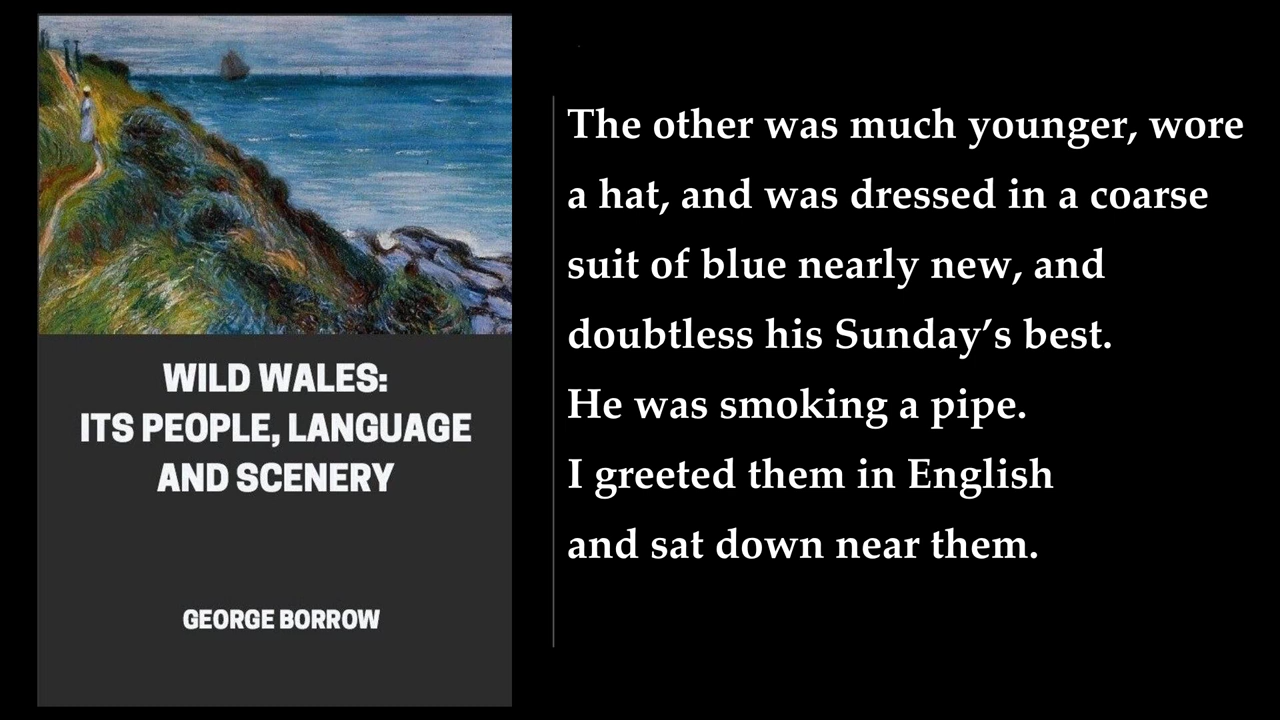 WILD WALES:
ITS PEOPLE, LANGUAGE
AND SCENERY
GEORGE BORROW
The other was much younger, wore
a hat, and was dressed in a coarse
suit of blue nearly new, and
doubtless his Sunday’s best.
He was smoking a pipe.
I greeted them in English
and sat down near them.